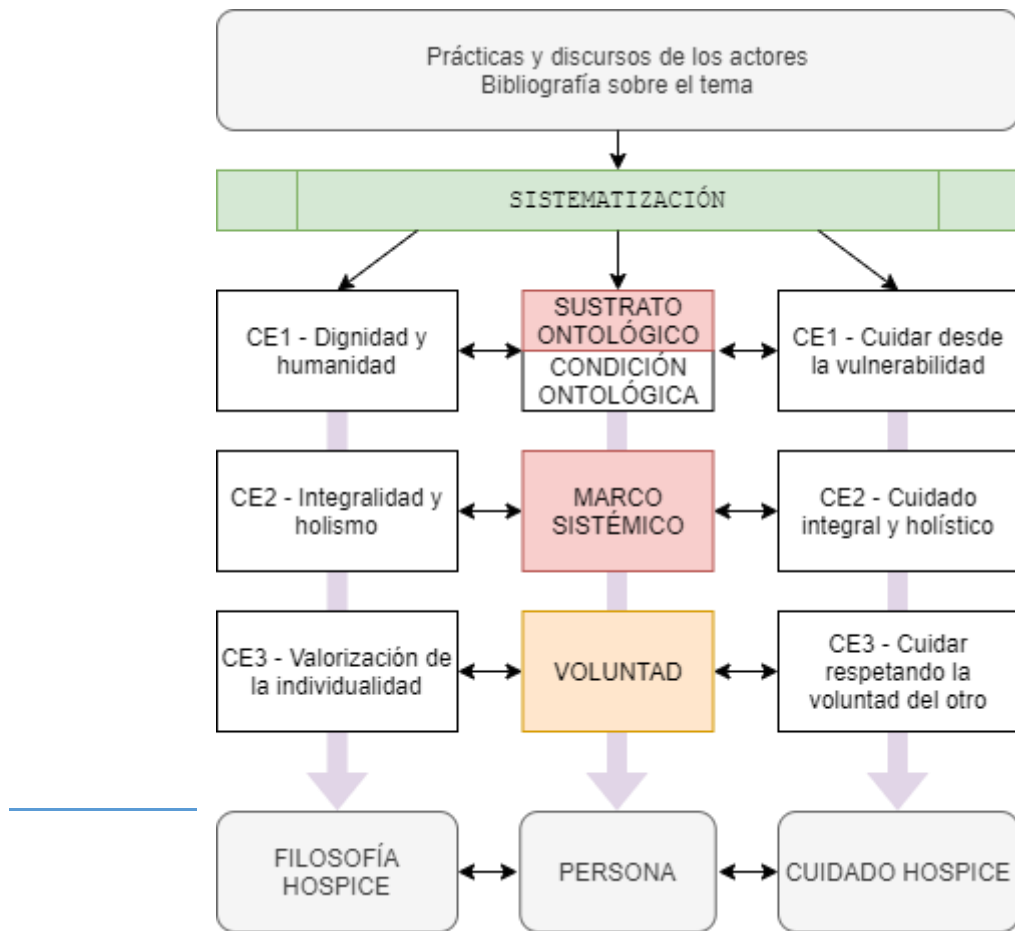 Prácticas y discursos de los actores
Bibliografía sobre el tema
SISTEMATIZACIÓN
CE1 - Dignidad y
humanidad
SUSTRATO
ONTOLÓGICO
CONDICIÓN
ONTOLÓGICA
CE1 - Cuidar desde
la vulnerabilidad
CE2 - Integralidad y
holismo
MARCO
SISTÉMICO
CE2 - Cuidado
integral y holístico
CE3 - Valorización de
la individualidad
VOLUNTAD
CE3 - Cuidar
respetando la
voluntad del otro
FILOSOFÍA
HOSPICE
PERSONA
CUIDADO HOSPICE